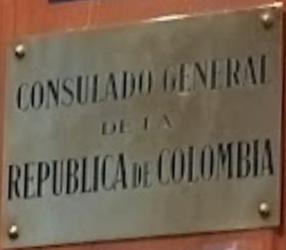 CONSULADO GENERAL
DE LA
REPUBLICA DE COLOMBIA